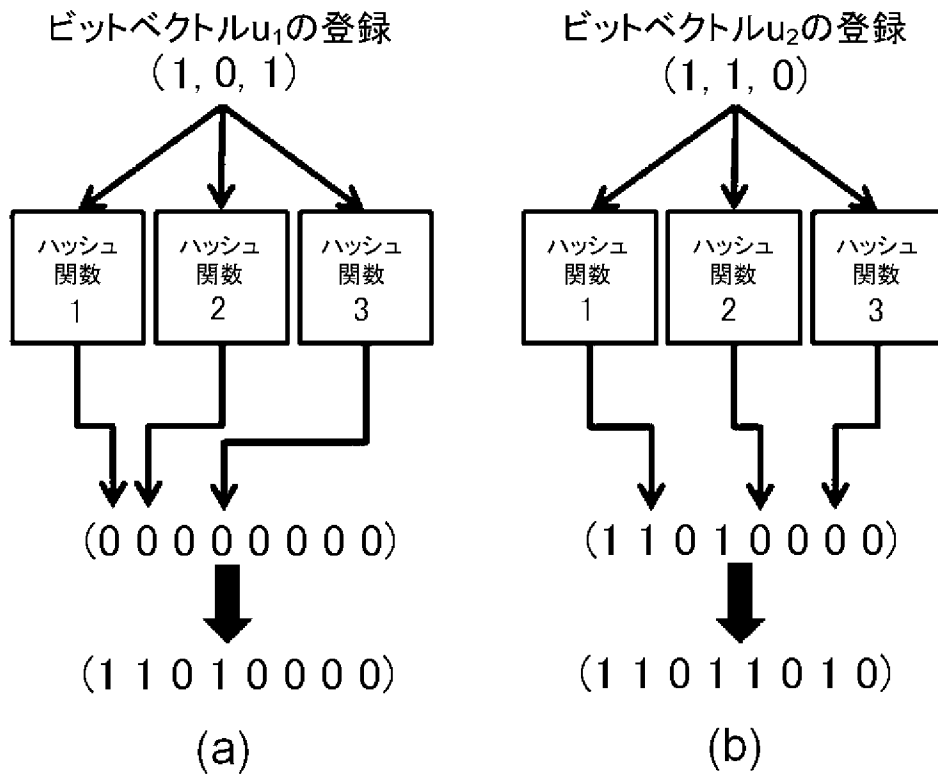 ビットベクトルu₁の登録
(1, 0, 1)
ハッシュ
関数
1
ハッシュ
関数
2
ハッシュ
関数
3
(0 0 0 0 0 0 0 0)
(1 1 0 1 0 0 0 0)
(a)
ビットベクトルu₂の登録
(1, 1, 0)
ハッシュ
関数
1
ハッシュ
関数
2
ハッシュ
関数
3
(1 1 0 1 0 0 0 0)
(1 1 0 1 1 0 1 0)
(b)